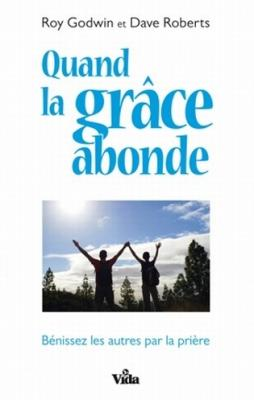 Roy Godwin et Dave Roberts
Quand
la grâce
abonde
Bénissez les autres par la prière
Vida